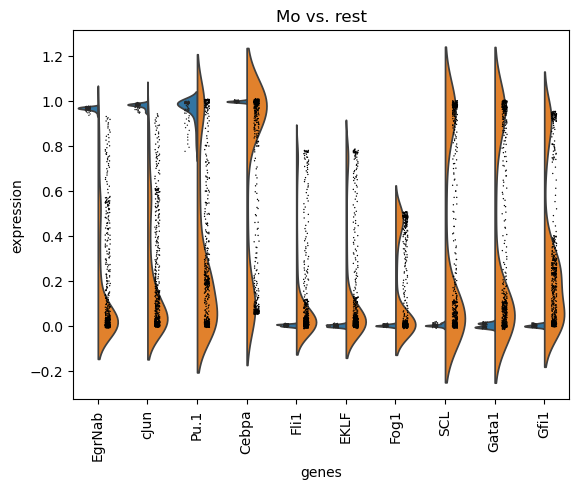 Mo vs. rest
expression
1.2
1.0
0.8
0.6
0.4
0.2
0.0
−0.2
EgrNab
cJun
Pu.1
Cebpa
Fli1
EKLF
Fog1
SCL
Gata1
Gfi1
genes